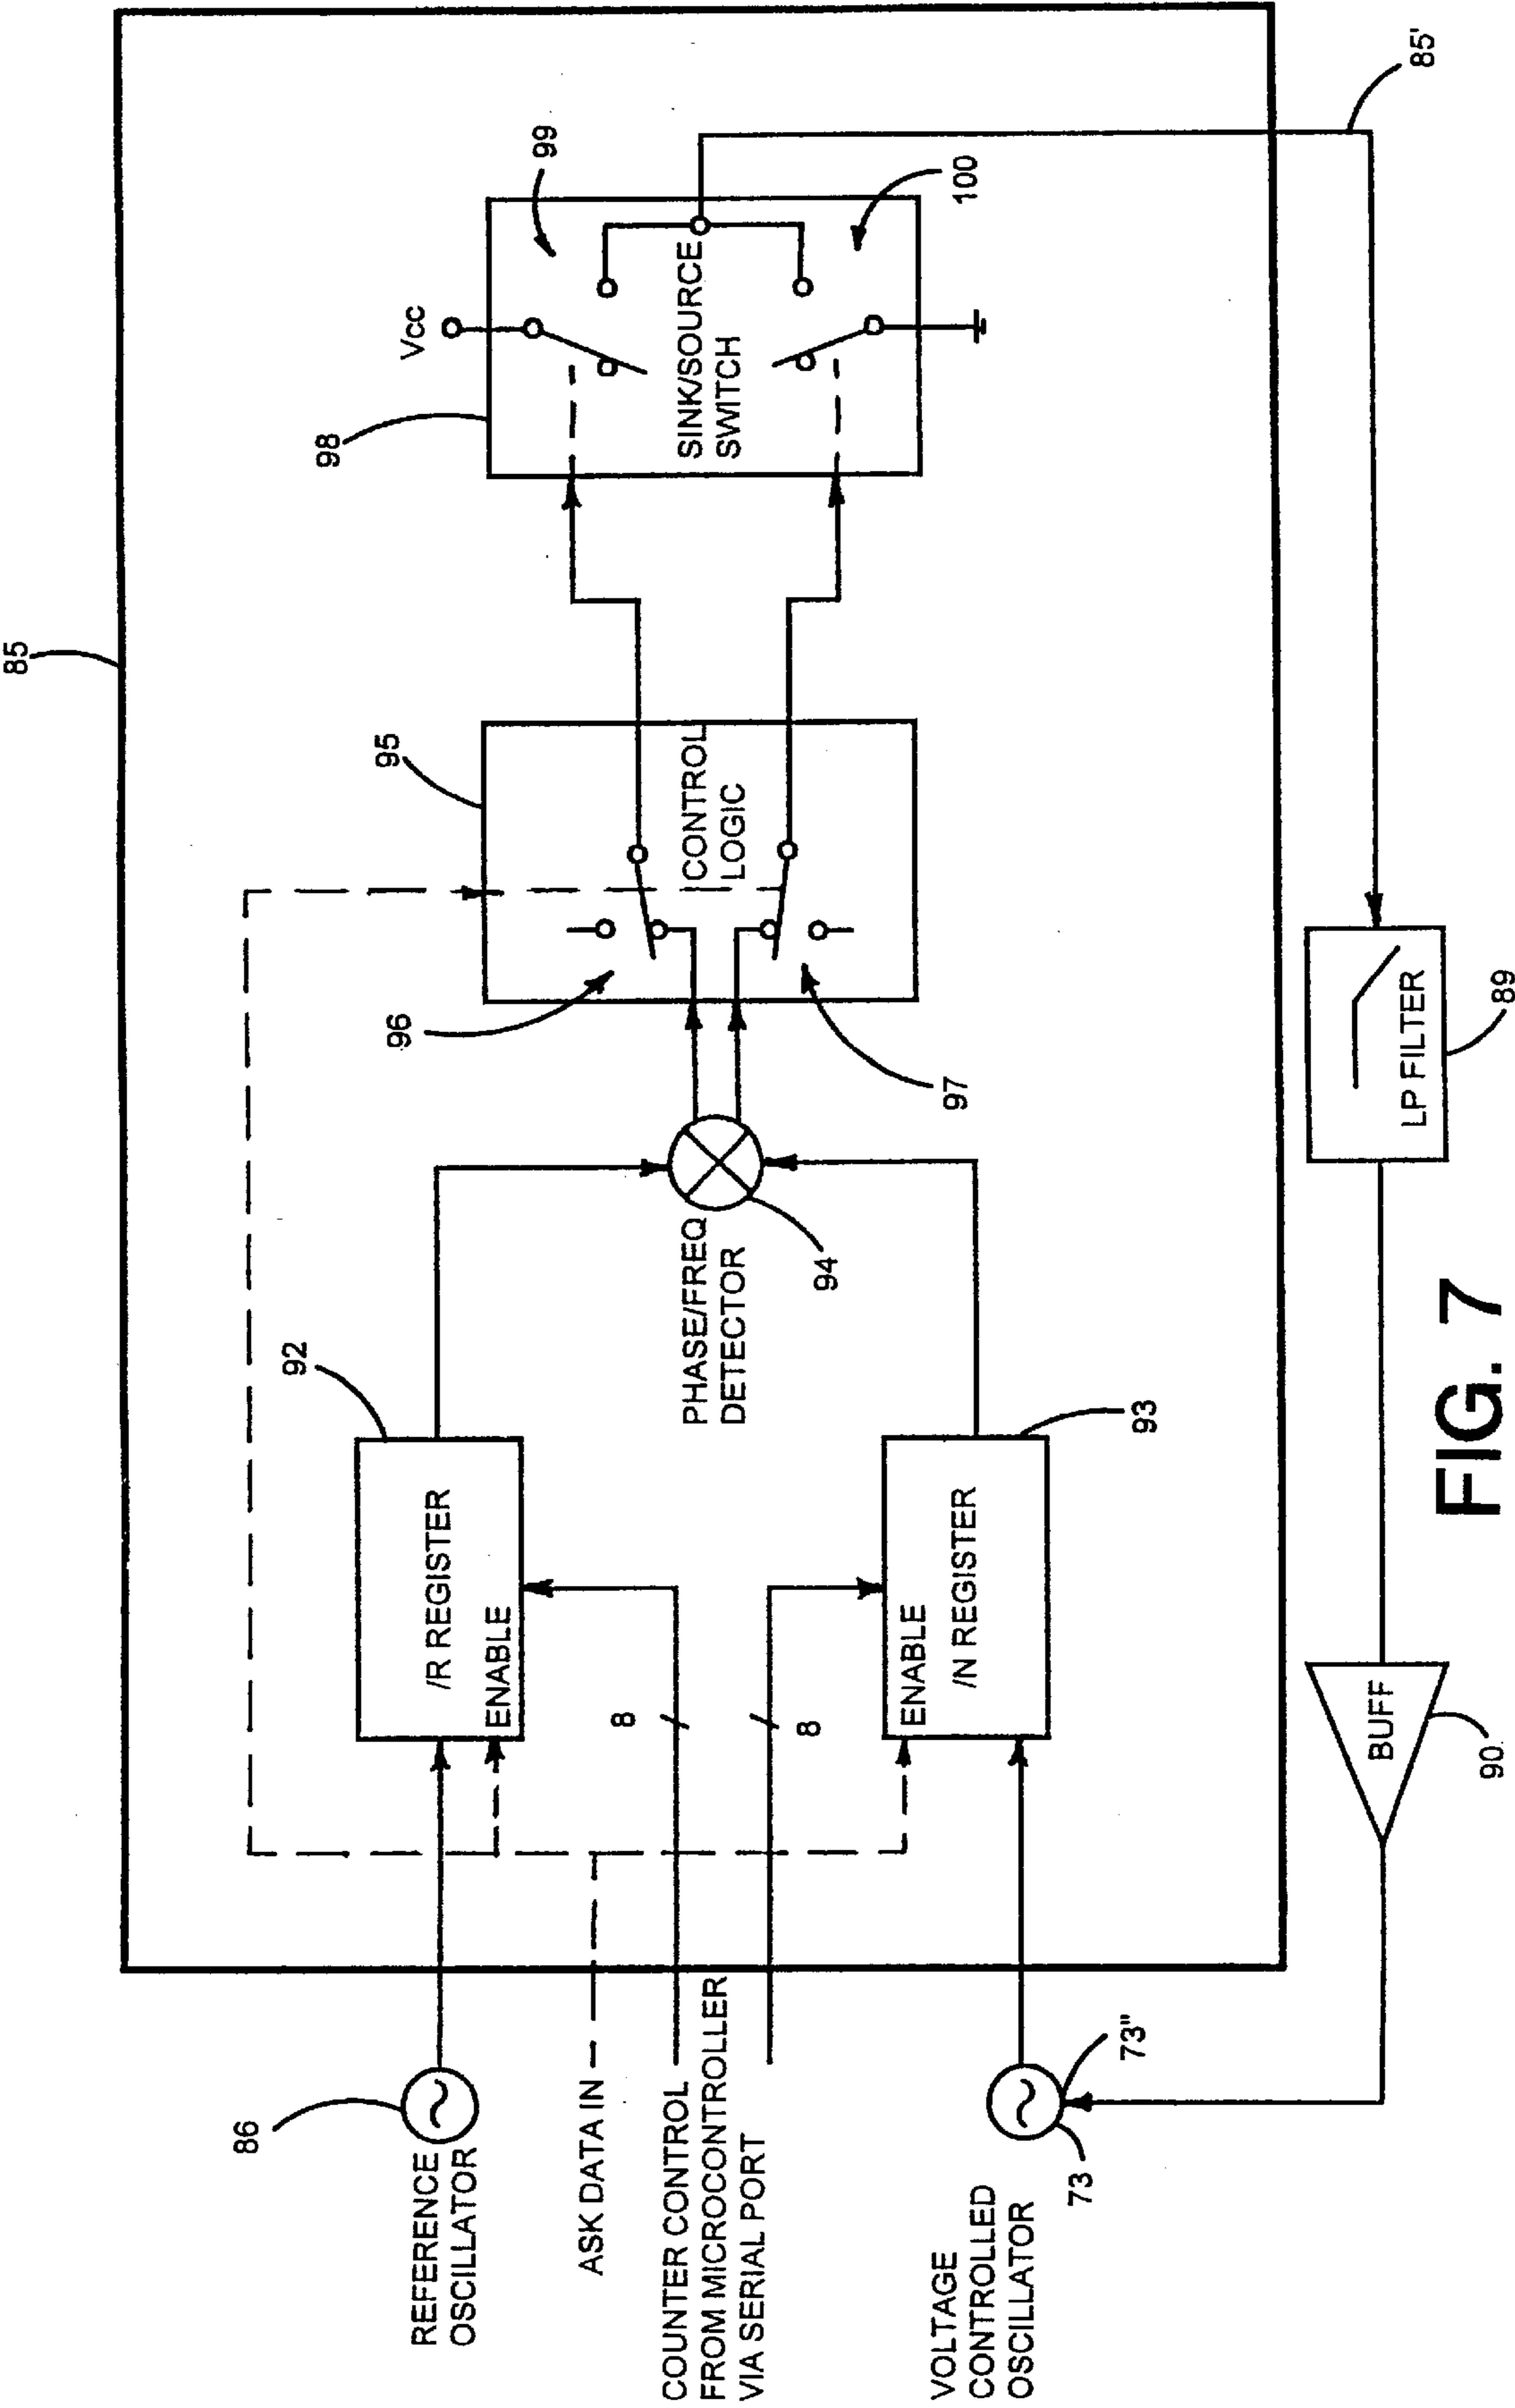 85
REFERENCE
OSCILLATOR
86
ASK DATA IN
COUNTER CONTROL
FROM MICROCONTROLLER
VIA SERIAL PORT
VOLTAGE
CONTROLLED
OSCILLATOR
73
73"
92
/R REGISTER
ENABLE
8
8
ENABLE
/N REGISTER
93
PHASE/FREQ
DETECTOR
94
95
96
97
CONTROL
LOGIC
98
Vcc
99
SINK/SOURCE
SWITCH
100
85'
BUFF
90
LP FILTER
89
FIG. 7